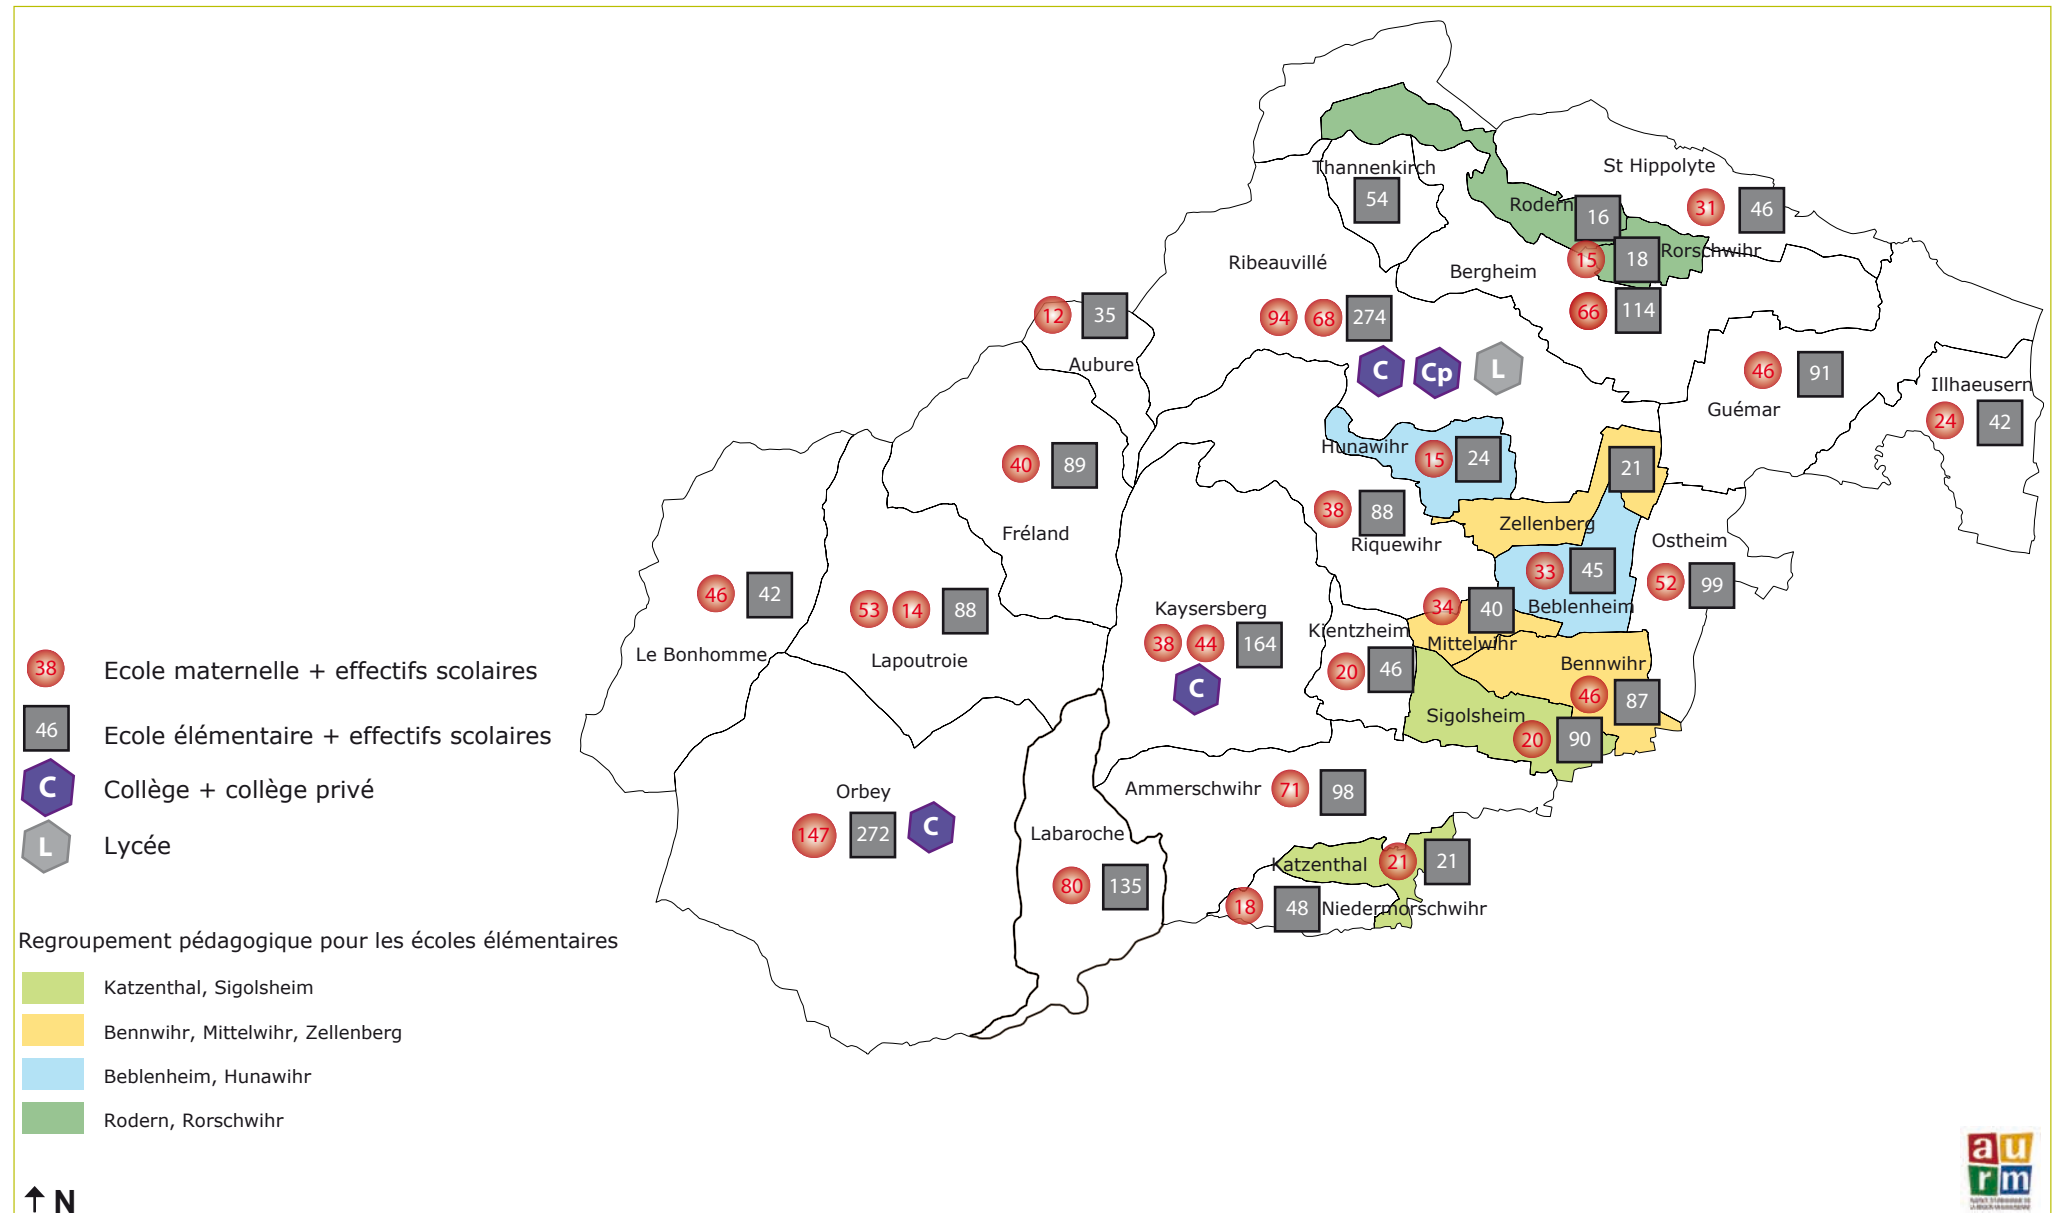 Thannenkirch
54
St Hippolyte
31 46
Rodern 16
15 18 Rorschwihr
Ribeauvillé
94 68 274
C Cp L
Bergheim
66 114
12 35
Aubure
46 91
Guémar
Illhaeusern
24 42
40 89
Fréland
Hunawihr 15 24
21
Zellenberg
38 88
Riquewihr
Ostheim
52 99
33 45
Beblenheim
46 42
Le Bonhomme
53 14 88
Lapoutroie
Kaysersberg
38 44 164
C
Kientzheim
20 46
34 40
Mittelwihr
Bennwihr
46 87
Sigolsheim
20 90
Orbey
147 272 C
Labaroche
80 135
Ammerschwihr 71 98
Katzenthal 21 21
18 48 Niedermorschwihr
38 Ecole maternelle + effectifs scolaires
46 Ecole élémentaire + effectifs scolaires
C Collège + collège privé
L Lycée
Regroupement pédagogique pour les écoles élémentaires
Katzenthal, Sigolsheim
Bennwihr, Mittelwihr, Zellenberg
Beblenheim, Hunawihr
Rodern, Rorschwihr
N
au
rm